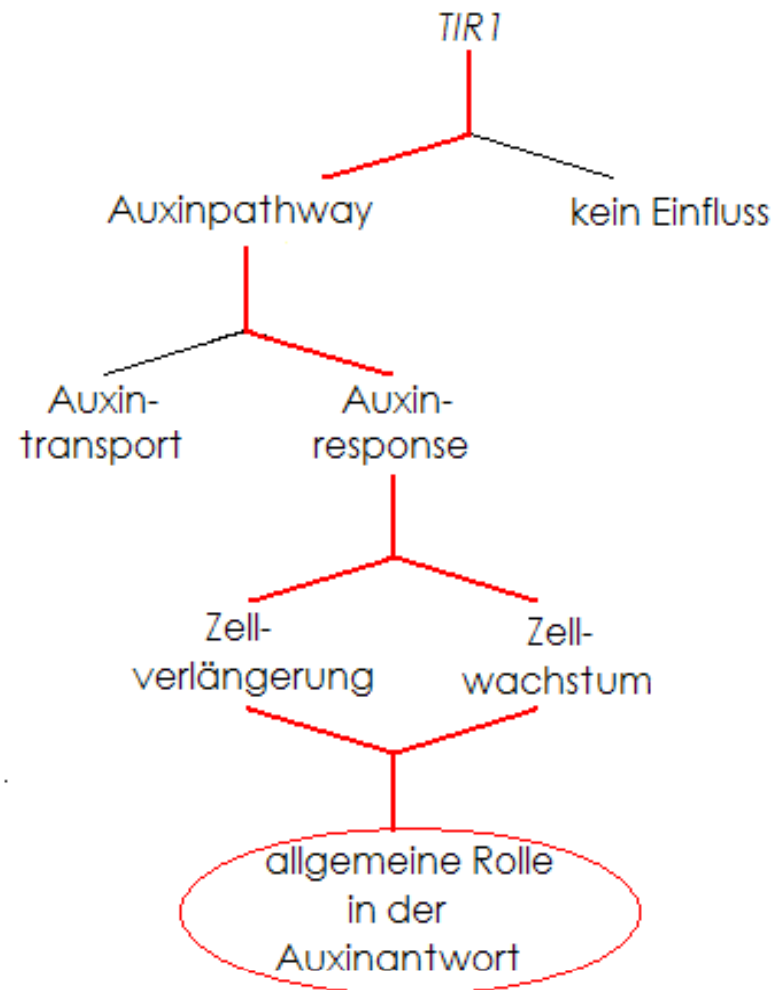 TIR1
Auxinpathway
kein Einfluss
Auxin-
transport
Auxin-
response
Zell-
verlängerung
Zell-
wachstum
allgemeine Rolle
in der
Auxinantwort